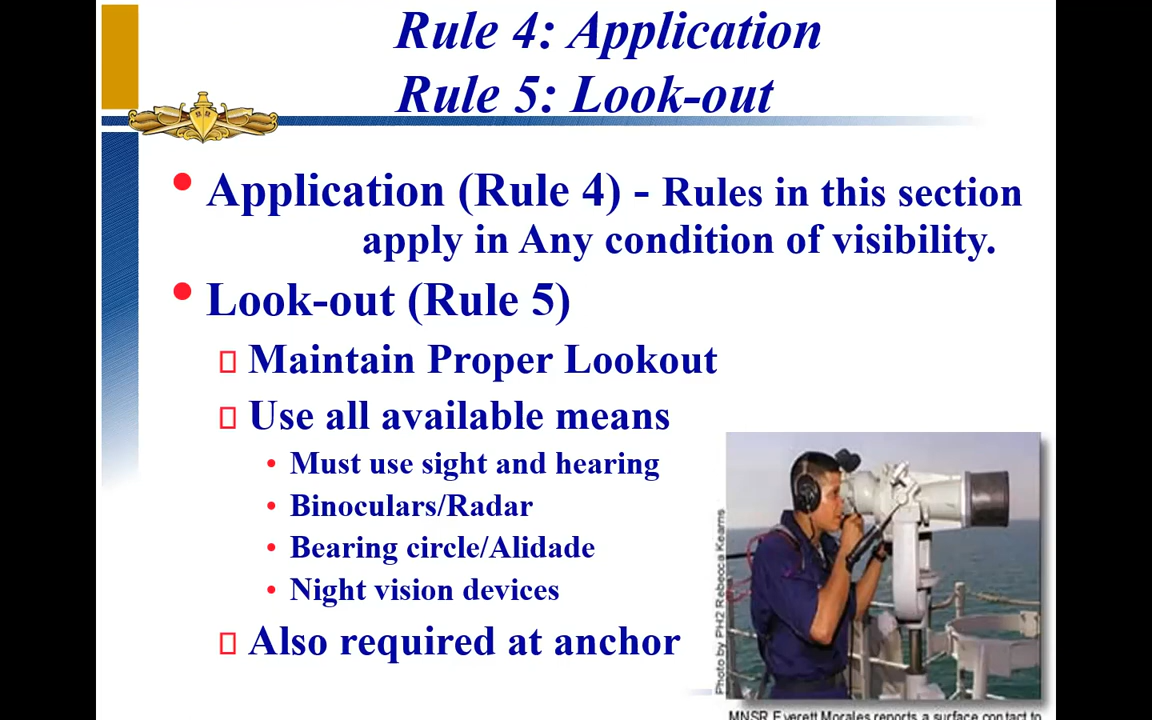 Rule 4: Application
Rule 5: Look-out
• Application (Rule 4) - Rules in this section
apply in Any condition of visibility.
• Look-out (Rule 5)
Maintain Proper Lookout
Use all available means
• Must use sight and hearing
• Binoculars/Radar
• Bearing circle/Alidade
• Night vision devices
Also required at anchor
Photo by PH2 Rebecca Kearns
MNSR Everett Morales reports a surface contact to